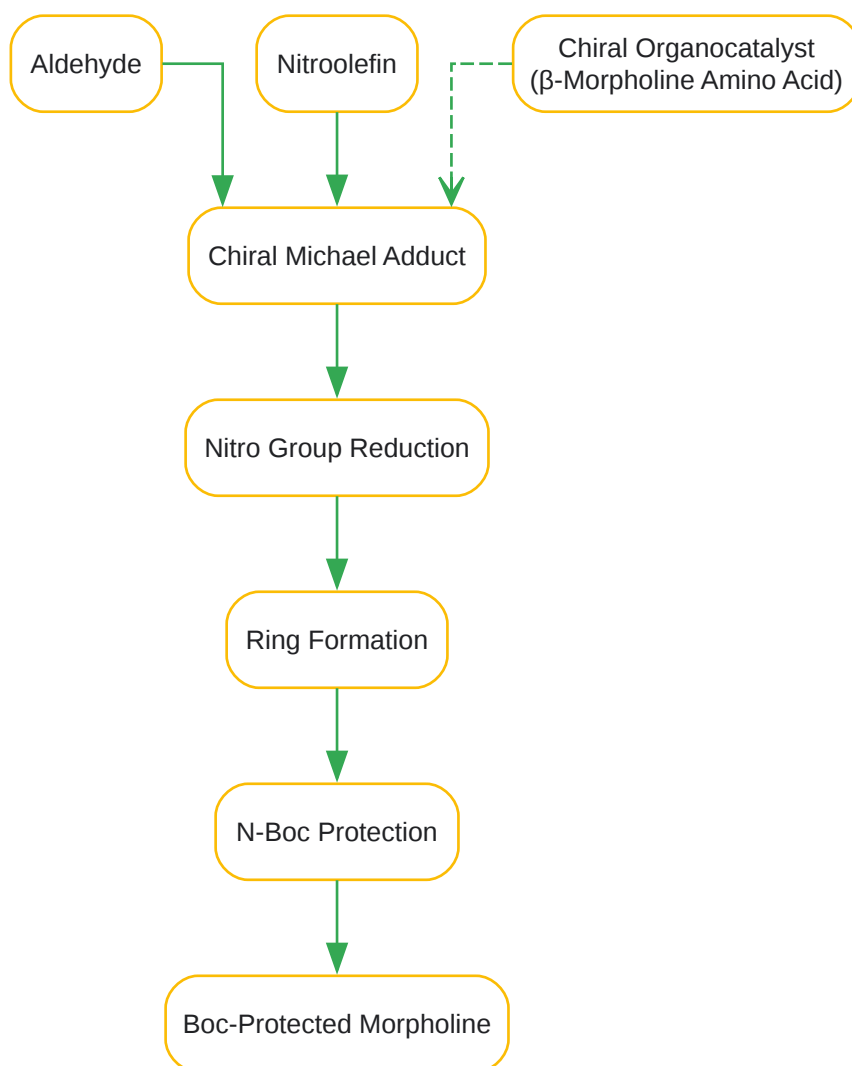 Aldehyde
Nitroolefin
Chiral Organocatalyst
(β-Morpholine Amino Acid)
Chiral Michael Adduct
Nitro Group Reduction
Ring Formation
N-Boc Protection
Boc-Protected Morpholine